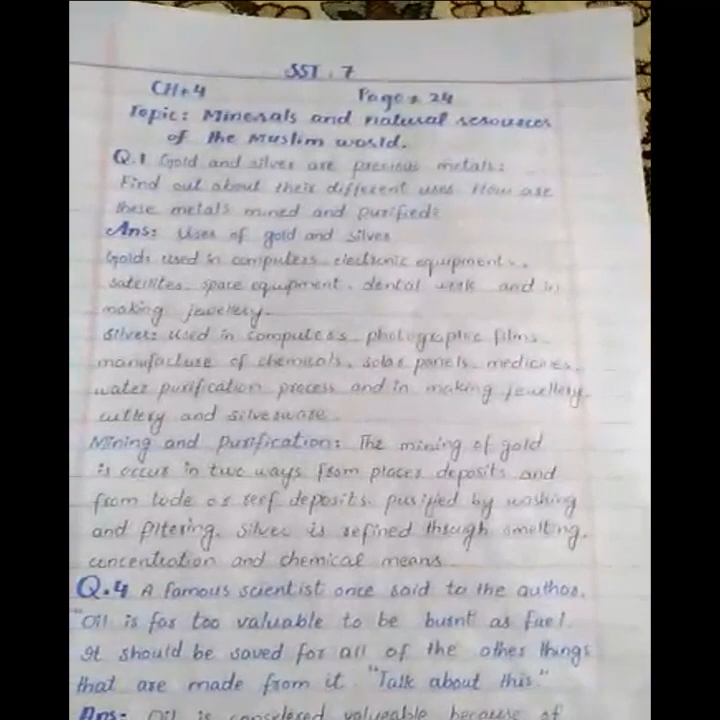 SST. 7
CH # 4 Page # 24
Topic: Minerals and natural resources
of the Muslim world.
Q.1 Gold and silver are precious metals:
Find out about their different uses. How are
these metals mined and purified?
Ans: Uses of gold and silver
Gold: used in computers, electronic equipment,
satellites, space equipment, dental work and in
making jewellery.
Silver: used in computers, photographic films,
manufacture of chemicals, solar panels, medicines,
water purification process and in making jewellery,
cutlery and silverware.
Mining and Purification: The mining of gold
is occur in two ways from placer deposits and
from lode or reef deposits. purified by washing
and filtering. Silver is refined through smelting,
concentration and chemical means.
Q.4 A famous scientist once said to the author.
"Oil is far too valuable to be burnt as fuel.
It should be saved for all of the other things
that are made from it. "Talk about this."
Ans: Oil is considered valueable because of